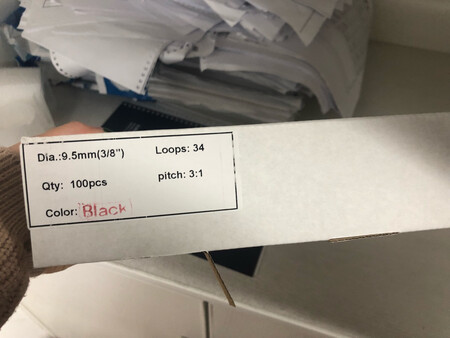 Dia.:9.5mm(3/8") Loops: 34
Qty: 100pcs pitch: 3:1
Color: Black